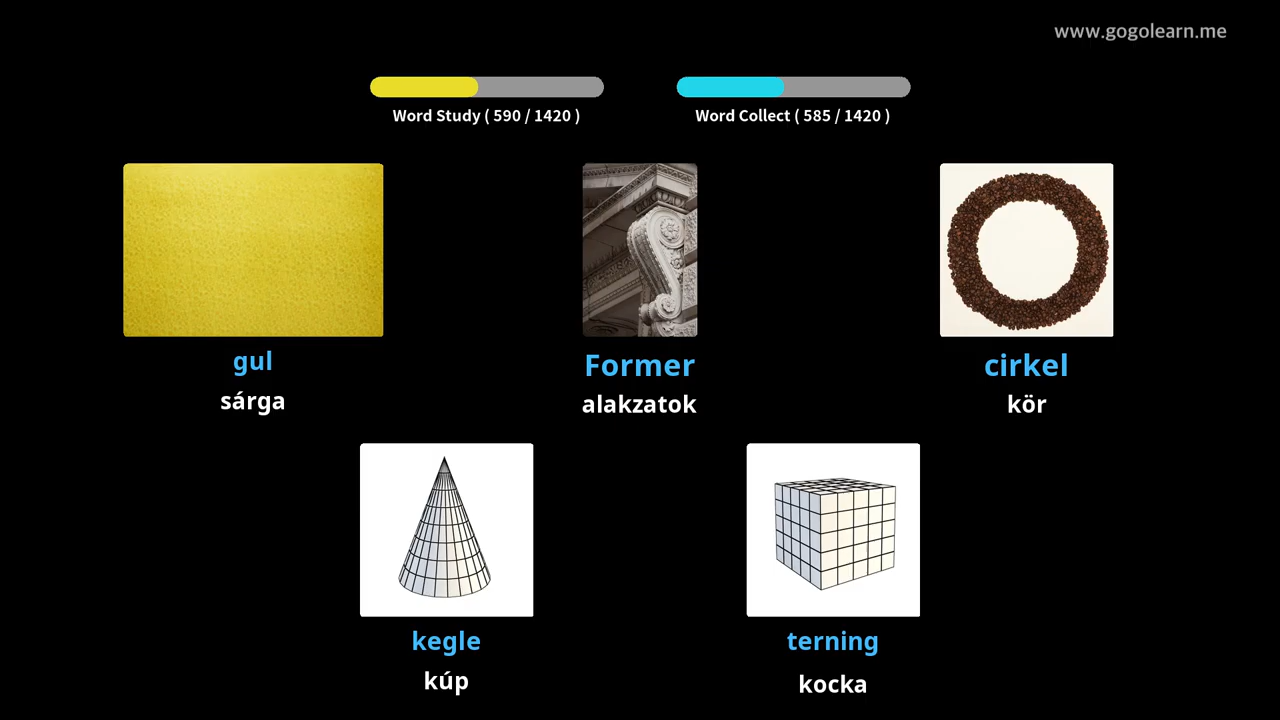 www.gogolearn.me
Word Study ( 590 / 1420 )
Word Collect ( 585 / 1420 )
gul
sárga
Former
alakzatok
cirkel
kör
kegle
kúp
terning
kocka